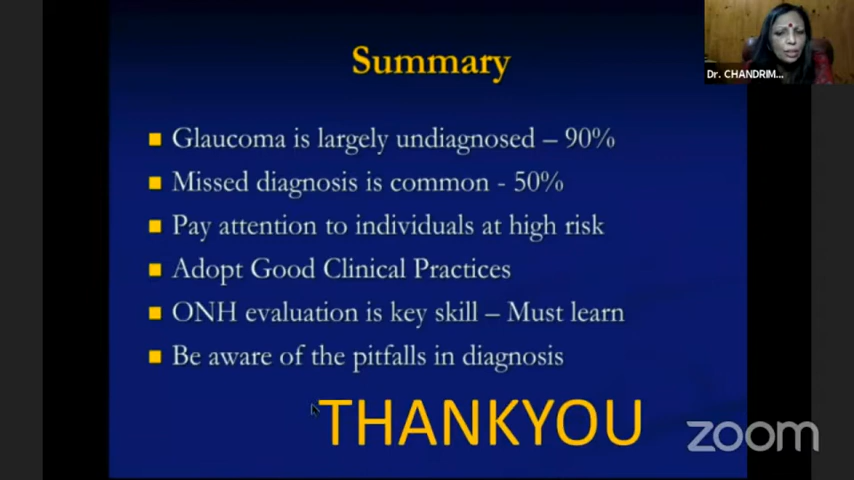 Summary
Glaucoma is largely undiagnosed – 90%
Missed diagnosis is common - 50%
Pay attention to individuals at high risk
Adopt Good Clinical Practices
ONH evaluation is key skill – Must learn
Be aware of the pitfalls in diagnosis
THANKYOU
Dr. CHANDRIM...
zoom